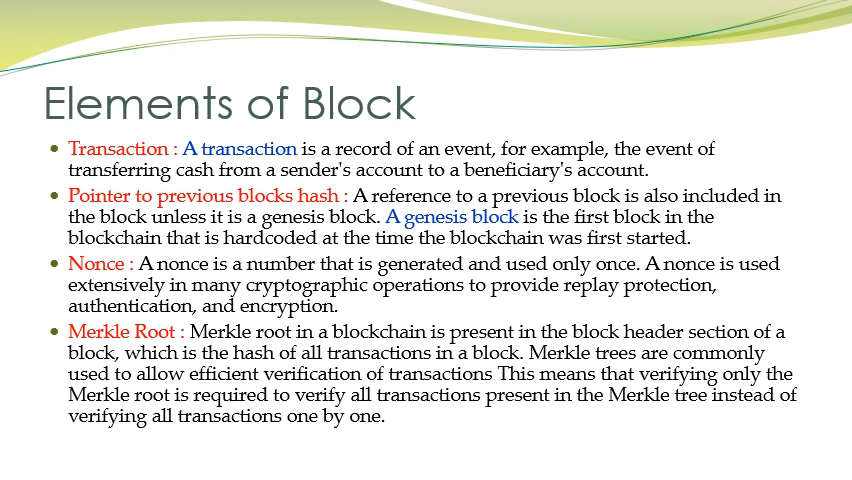 Elements of Block
• Transaction : A transaction is a record of an event, for example, the event of
transferring cash from a sender's account to a beneficiary's account.
• Pointer to previous blocks hash : A reference to a previous block is also included in
the block unless it is a genesis block. A genesis block is the first block in the
blockchain that is hardcoded at the time the blockchain was first started.
• Nonce : A nonce is a number that is generated and used only once. A nonce is used
extensively in many cryptographic operations to provide replay protection,
authentication, and encryption.
• Merkle Root : Merkle root in a blockchain is present in the block header section of a
block, which is the hash of all transactions in a block. Merkle trees are commonly
used to allow efficient verification of transactions This means that verifying only the
Merkle root is required to verify all transactions present in the Merkle tree instead of
verifying all transactions one by one.